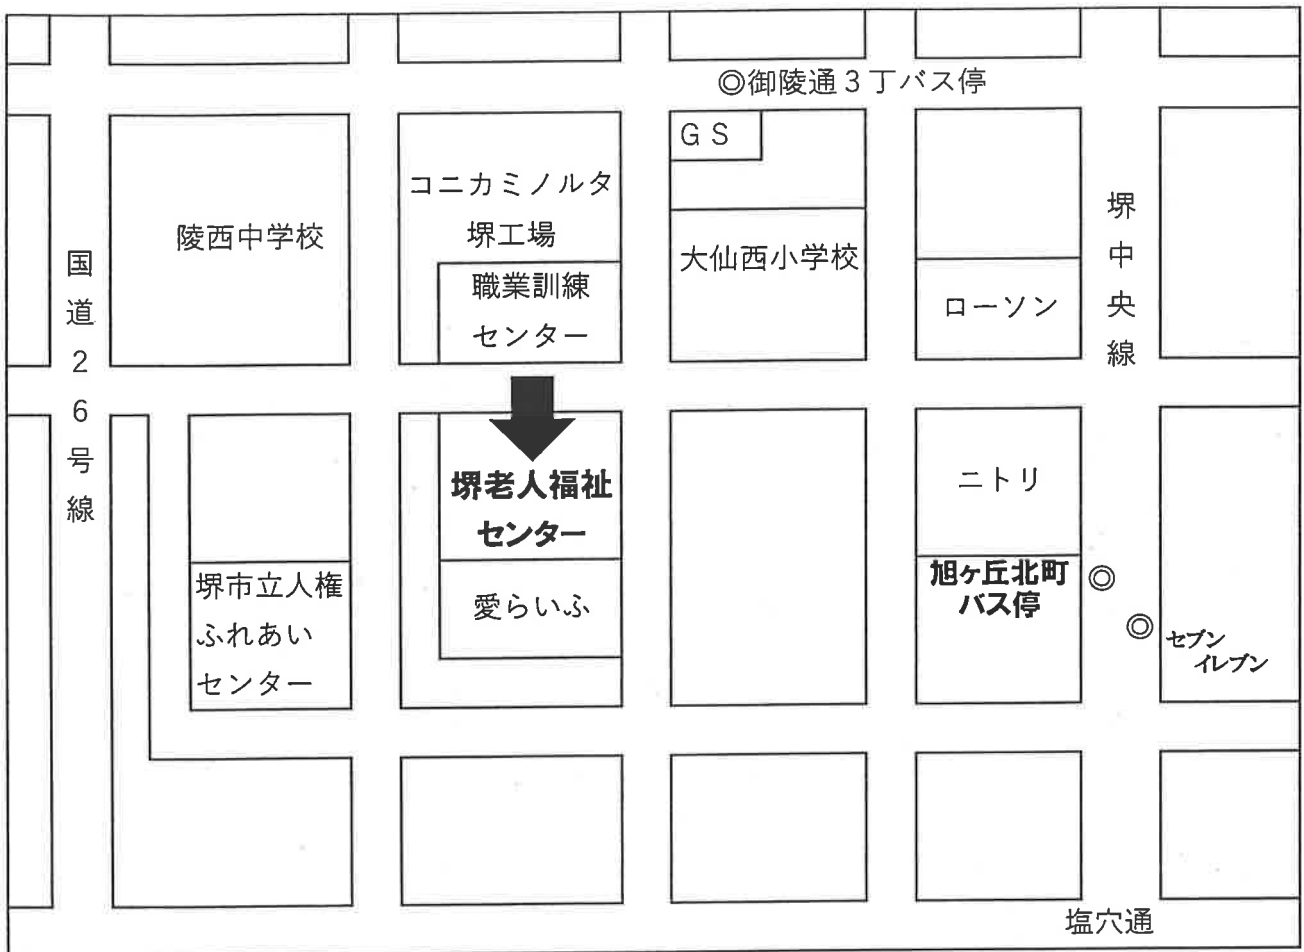 ◎御陵通３丁バス停
ＧＳ
コニカミノルタ
堺工場
職業訓練
センター
陵西中学校
大仙西小学校
ローソン
堺中央線
国道２６号線
堺老人福祉
センター
愛らいふ
堺市立人権
ふれあい
センター
ニトリ
旭ヶ丘北町
バス停
◎
◎
セブン
イレブン
塩穴通